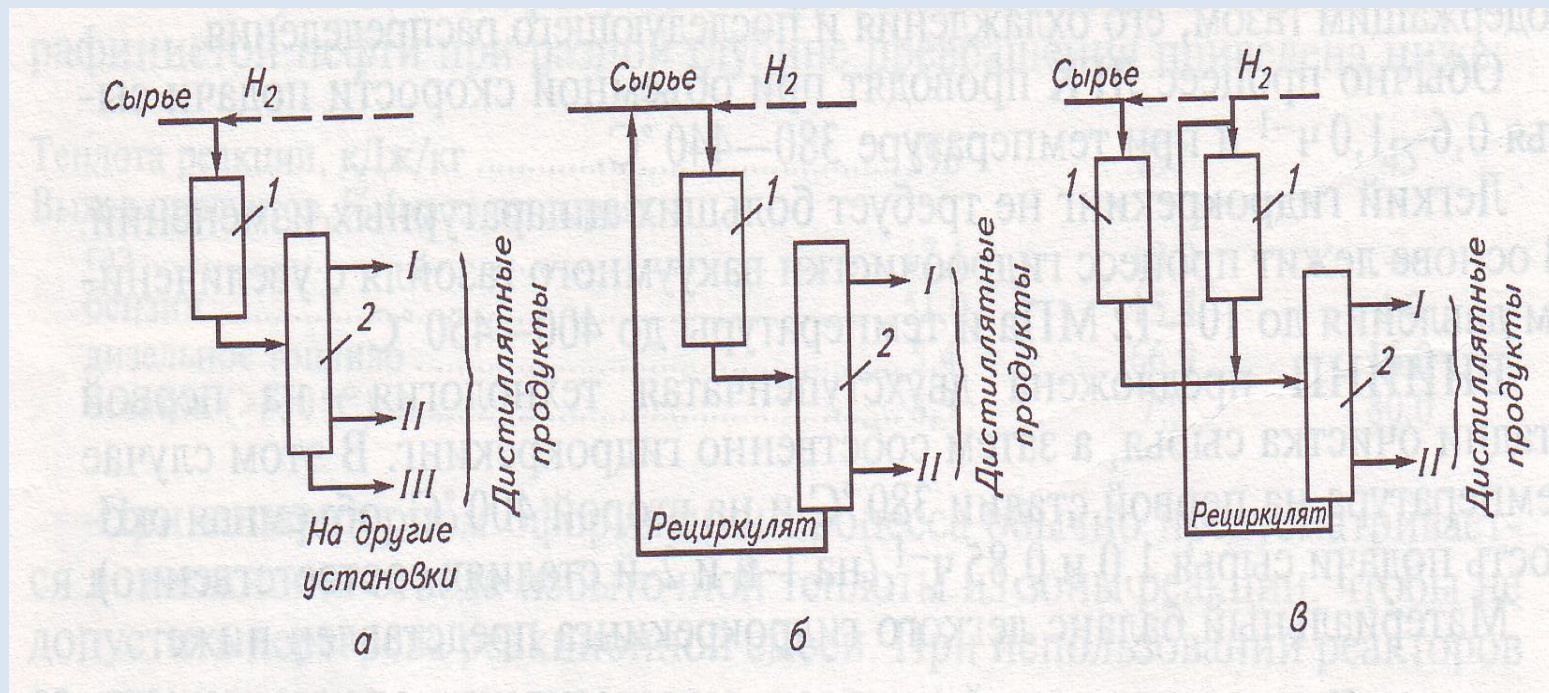 Сырье
H₂
1
2
I
II
III
Дистиллятные
продукты
На другие
установки
а
Сырье
H₂
1
2
I
II
Дистиллятные
продукты
Рециркулят
б
Сырье
H₂
1
1
2
I
II
Дистиллятные
продукты
Рециркулят
в